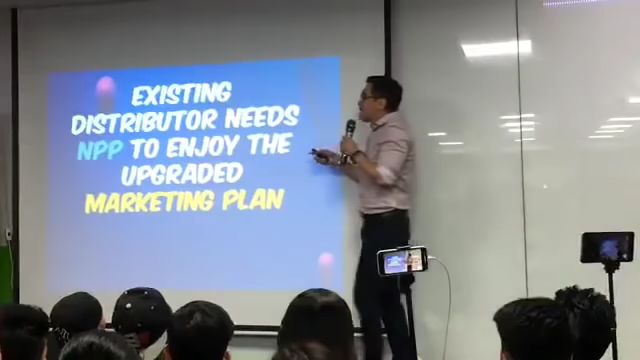 EXISTING
DISTRIBUTOR NEEDS
NPP TO ENJOY THE
UPGRADED
MARKETING PLAN